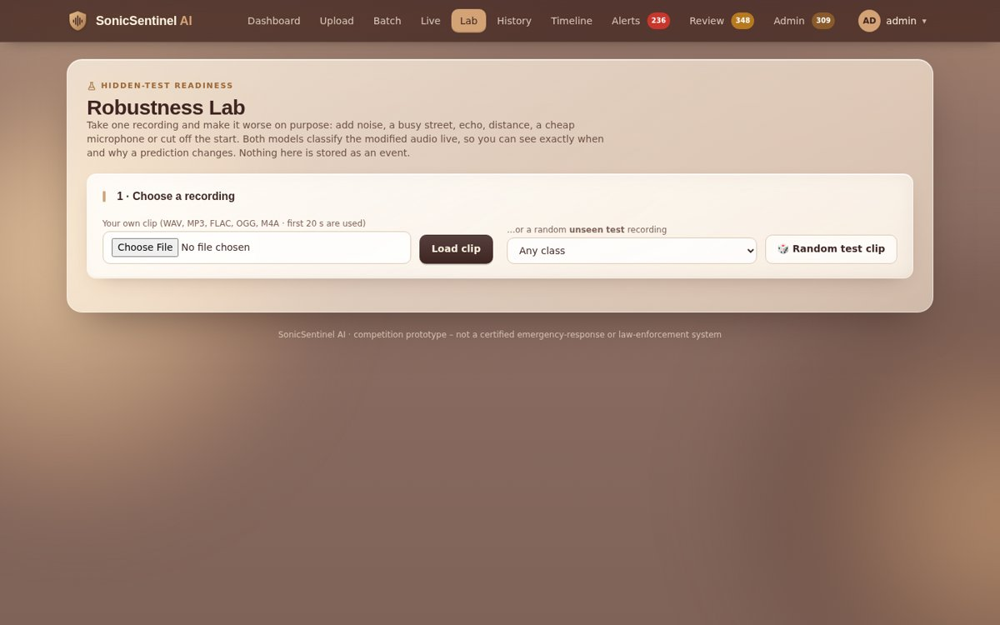 SonicSentinel AI
Dashboard
Upload
Batch
Live
Lab
History
Timeline
Alerts 236
Review 348
Admin 309
AD admin ▾
HIDDEN-TEST READINESS
Robustness Lab
Take one recording and make it worse on purpose: add noise, a busy street, echo, distance, a cheap
microphone or cut off the start. Both models classify the modified audio live, so you can see exactly when
and why a prediction changes. Nothing here is stored as an event.
1 · Choose a recording
Your own clip (WAV, MP3, FLAC, OGG, M4A · first 20 s are used)
Choose File No file chosen
Load clip
…or a random unseen test recording
Any class
🎲 Random test clip
SonicSentinel AI · competition prototype – not a certified emergency-response or law-enforcement system